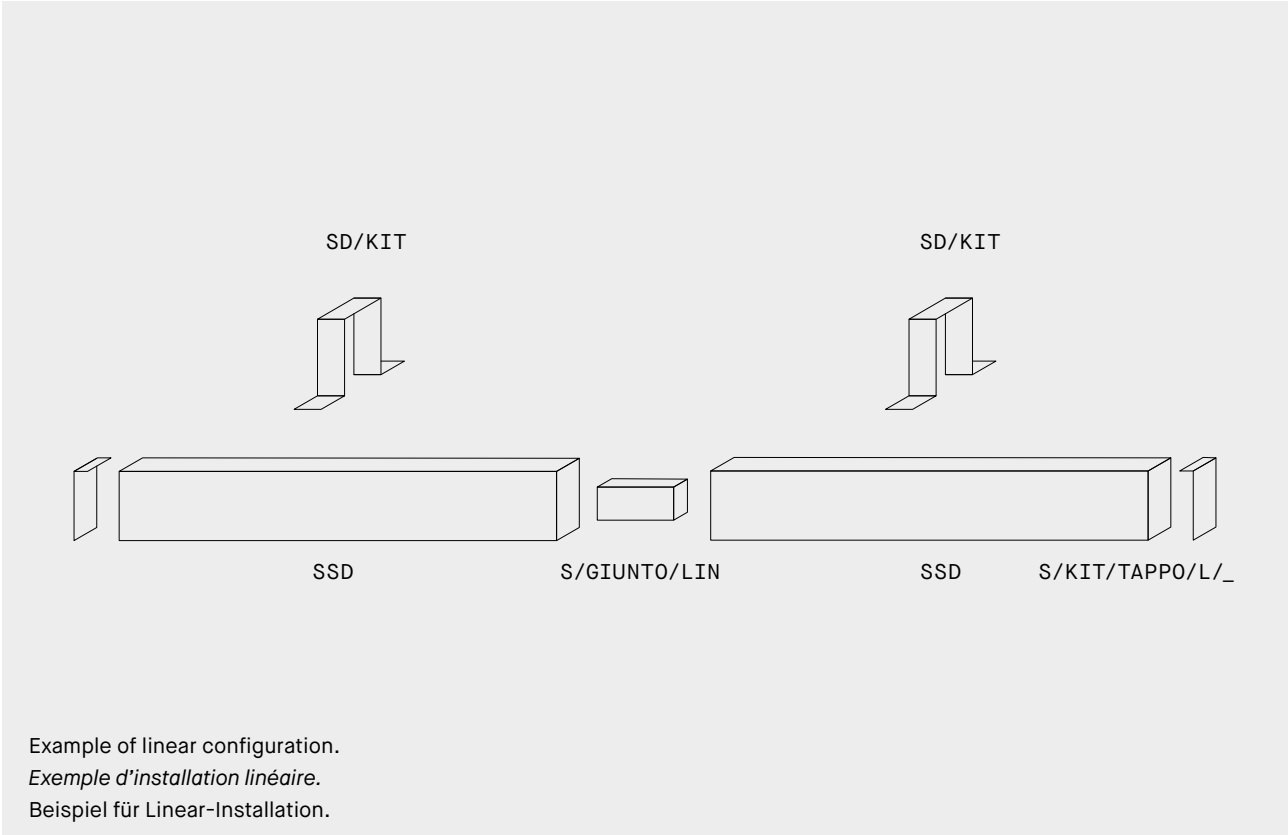 SD/KIT
SD/KIT
SSD
S/GIUNTO/LIN
SSD
S/KIT/TAPPO/L/_
Example of linear configuration.
Exemple d'installation linéaire.
Beispiel für Linear-Installation.